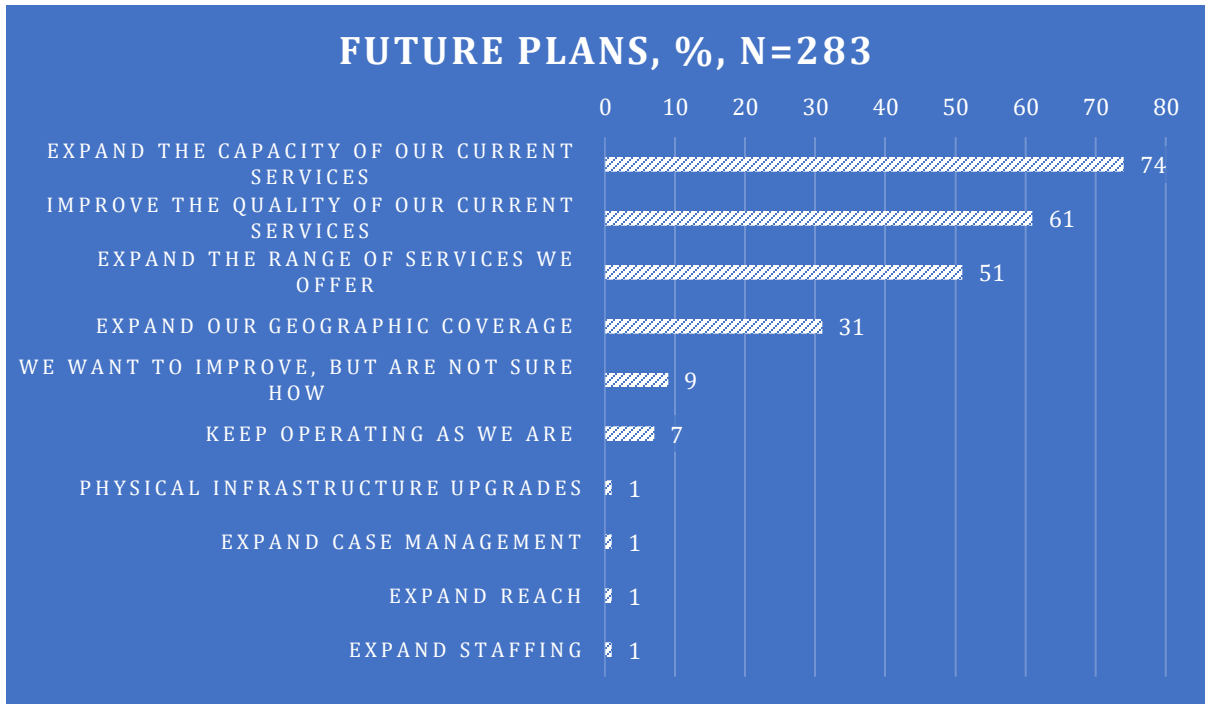 FUTURE PLANS, %, N=283
0 10 20 30 40 50 60 70 80
EXPAND THE CAPACITY OF OUR CURRENT
SERVICES
74
IMPROVE THE QUALITY OF OUR CURRENT
SERVICES
61
EXPAND THE RANGE OF SERVICES WE
OFFER
51
EXPAND OUR GEOGRAPHIC COVERAGE 31
WE WANT TO IMPROVE, BUT ARE NOT SURE
HOW
9
KEEP OPERATING AS WE ARE 7
PHYSICAL INFRASTRUCTURE UPGRADES 1
EXPAND CASE MANAGEMENT 1
EXPAND REACH 1
EXPAND STAFFING 1